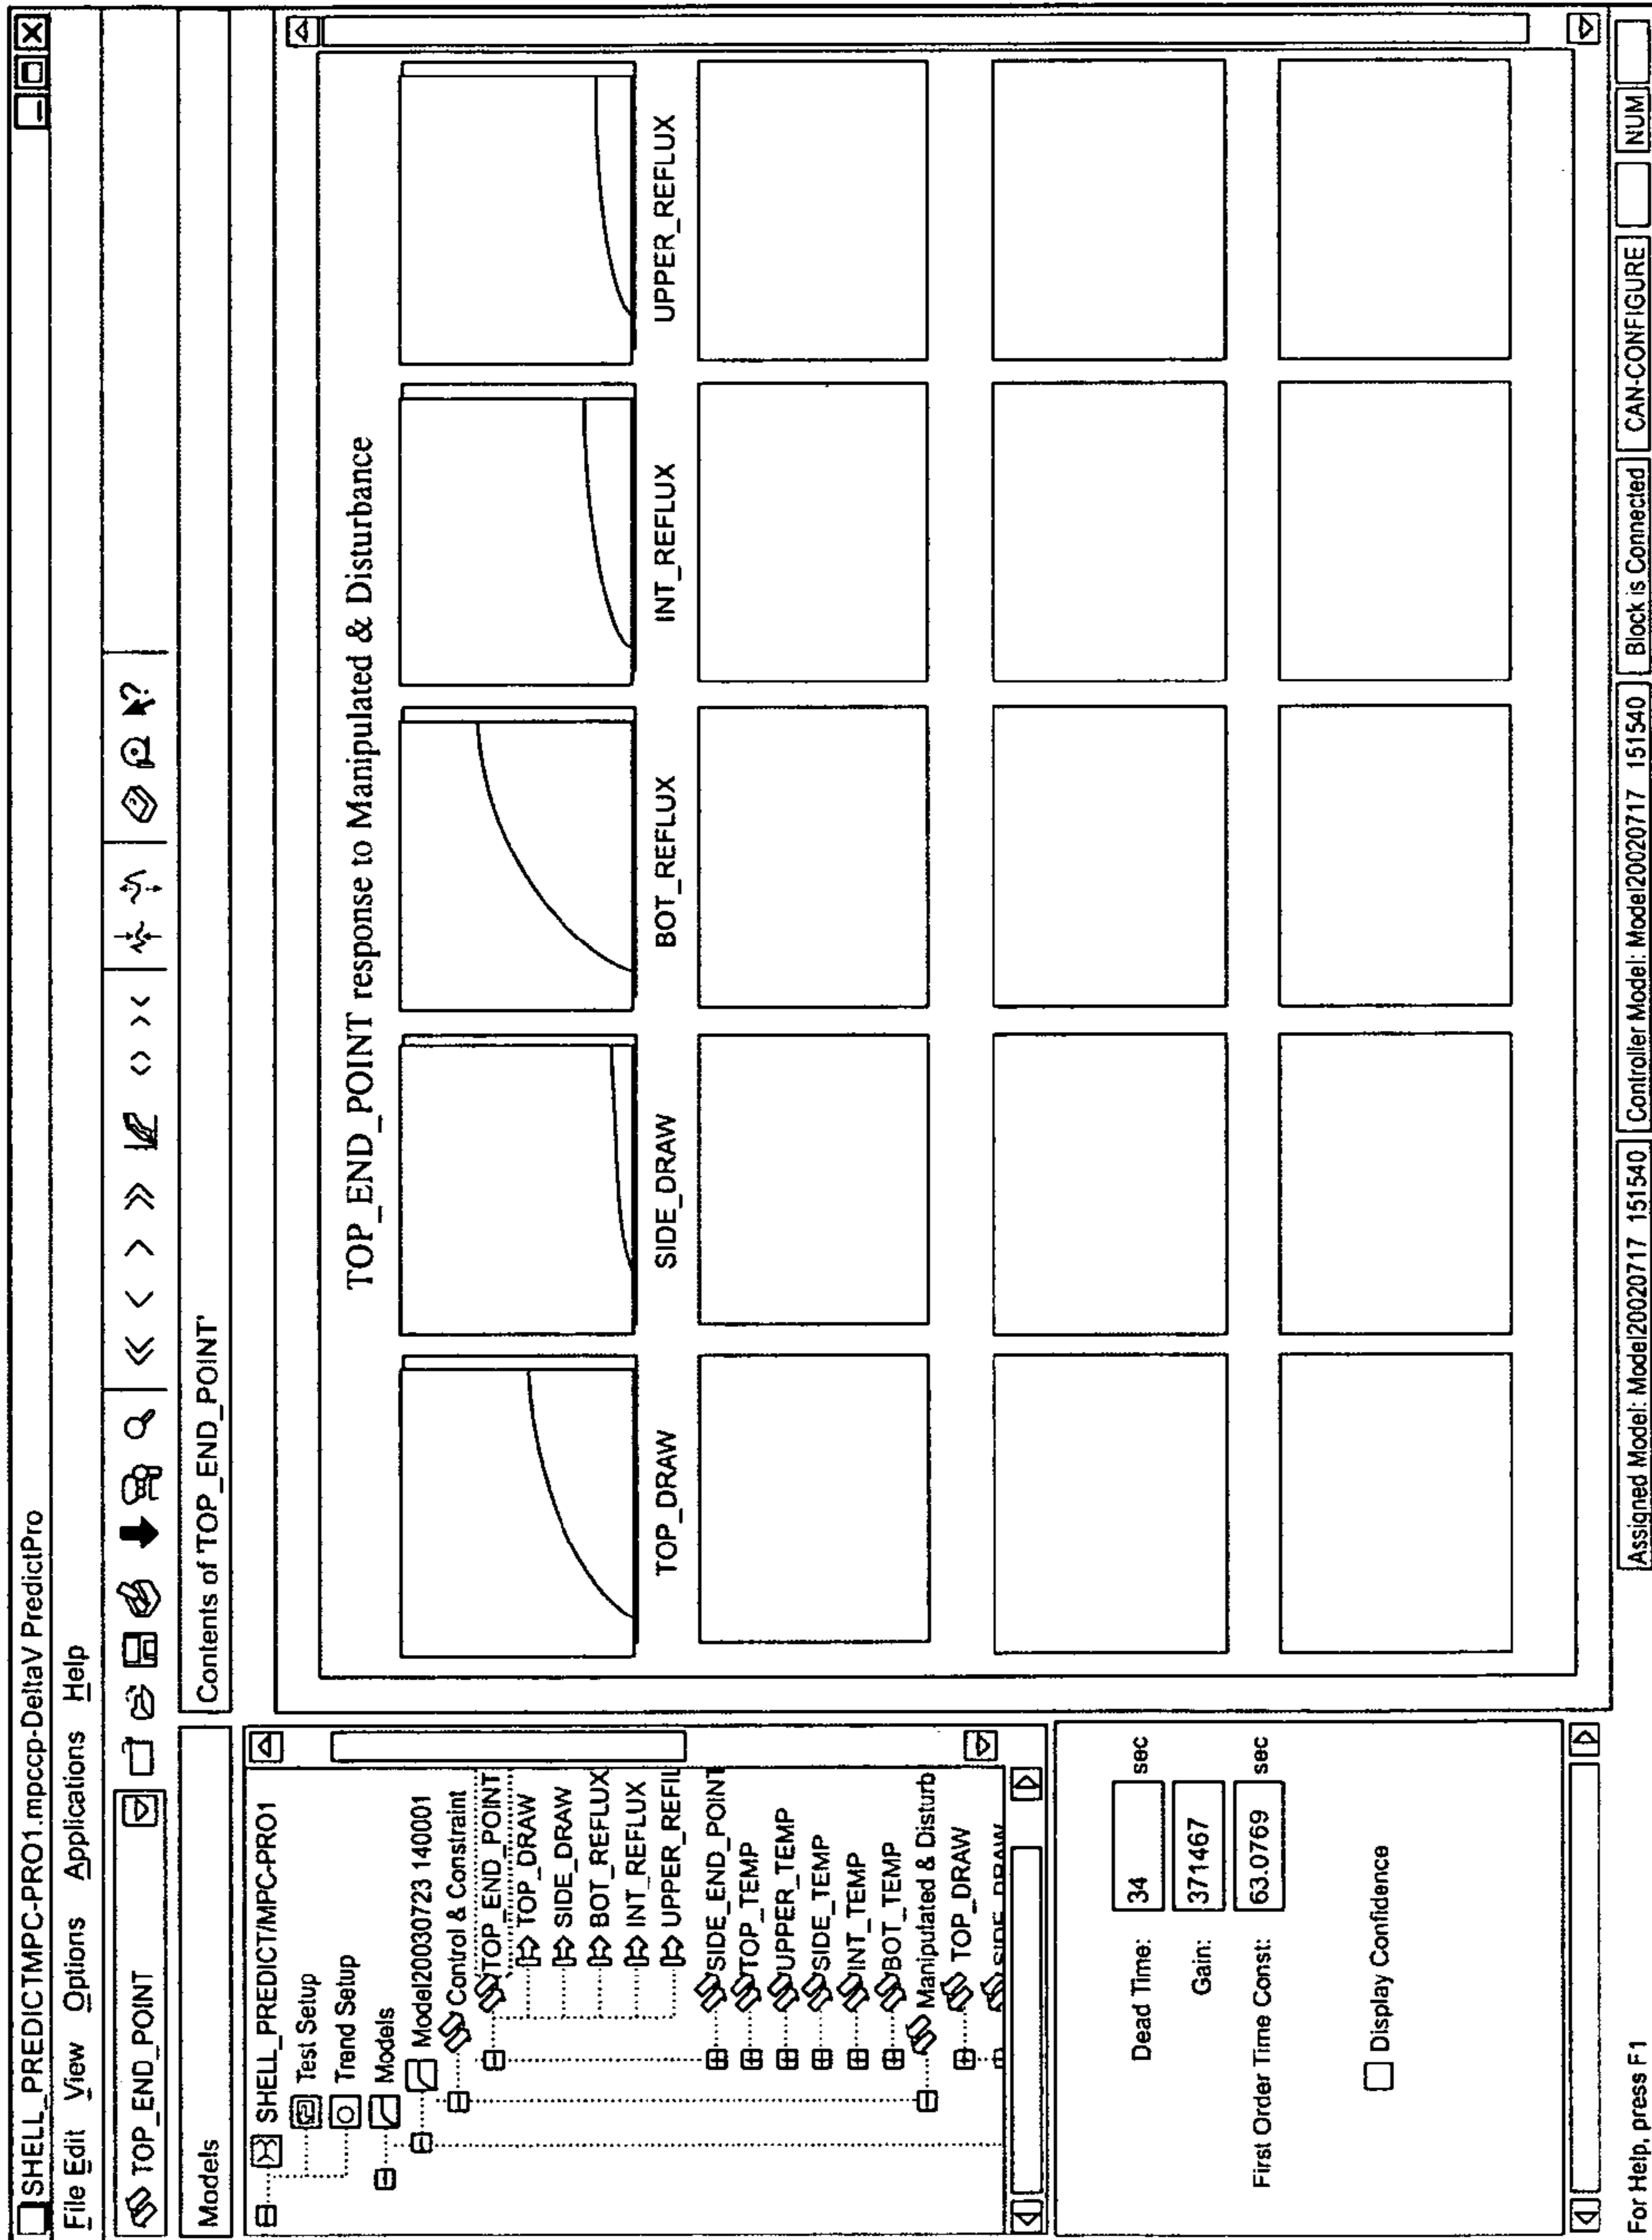 SHELL_PREDICTMPC-PRO1.mpccp-DeltaV PredictPro
File Edit View Options Applications Help
TOP_END_POINT
Models
Contents of 'TOP_END_POINT'
SHELL_PREDICT/MPC-PRO1
Test Setup
Trend Setup
Models
Model20030723 140001
Control & Constraint
TOP_END_POINT
TOP_DRAW
SIDE_DRAW
BOT_REFLUX
INT_REFLUX
UPPER_REFIL
SIDE_END_POINT
TOP_TEMP
UPPER_TEMP
SIDE_TEMP
INT_TEMP
BOT_TEMP
Maniputated & Disturb
TOP_DRAW
SIDE_DRAW
Dead Time: 34 sec
Gain: 371467
First Order Time Const: 63.0769 sec
Display Confidence
TOP_END_POINT response to Manipulated & Disturbance
TOP_DRAW SIDE_DRAW BOT_REFLUX INT_REFLUX UPPER_REFLUX
For Help, press F1
Assigned Model: Model20020717 151540 Controller Model: Model20020717 151540 Block is Connected CAN-CONFIGURE NUM